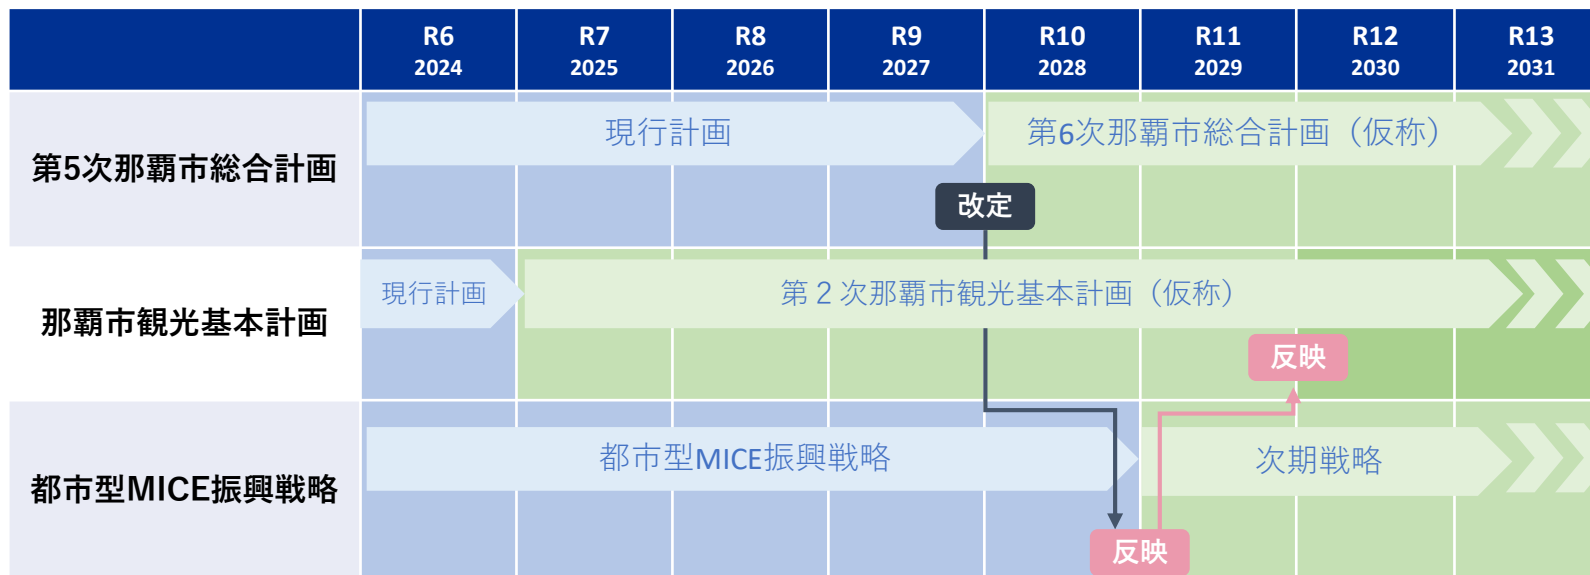 R6
2024
R7
2025
R8
2026
R9
2027
R10
2028
R11
2029
R12
2030
R13
2031
第5次那覇市総合計画
現行計画
第6次那覇市総合計画（仮称）
改定
那覇市観光基本計画
現行計画
第２次那覇市観光基本計画（仮称）
反映
都市型MICE振興戦略
都市型MICE振興戦略
次期戦略
反映